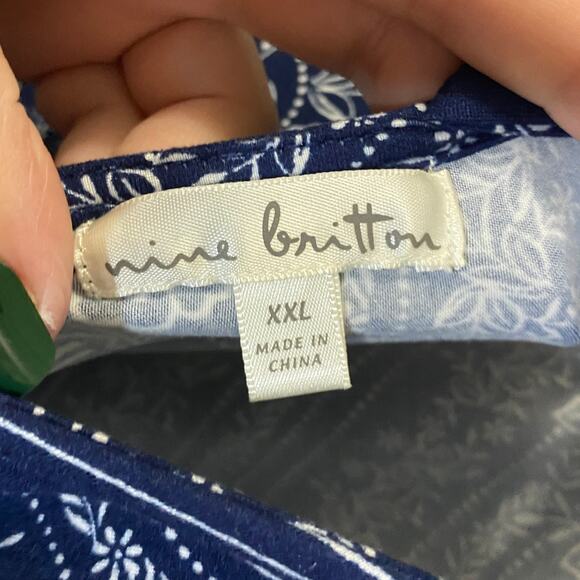 nine britton
XXL
MADE IN
CHINA